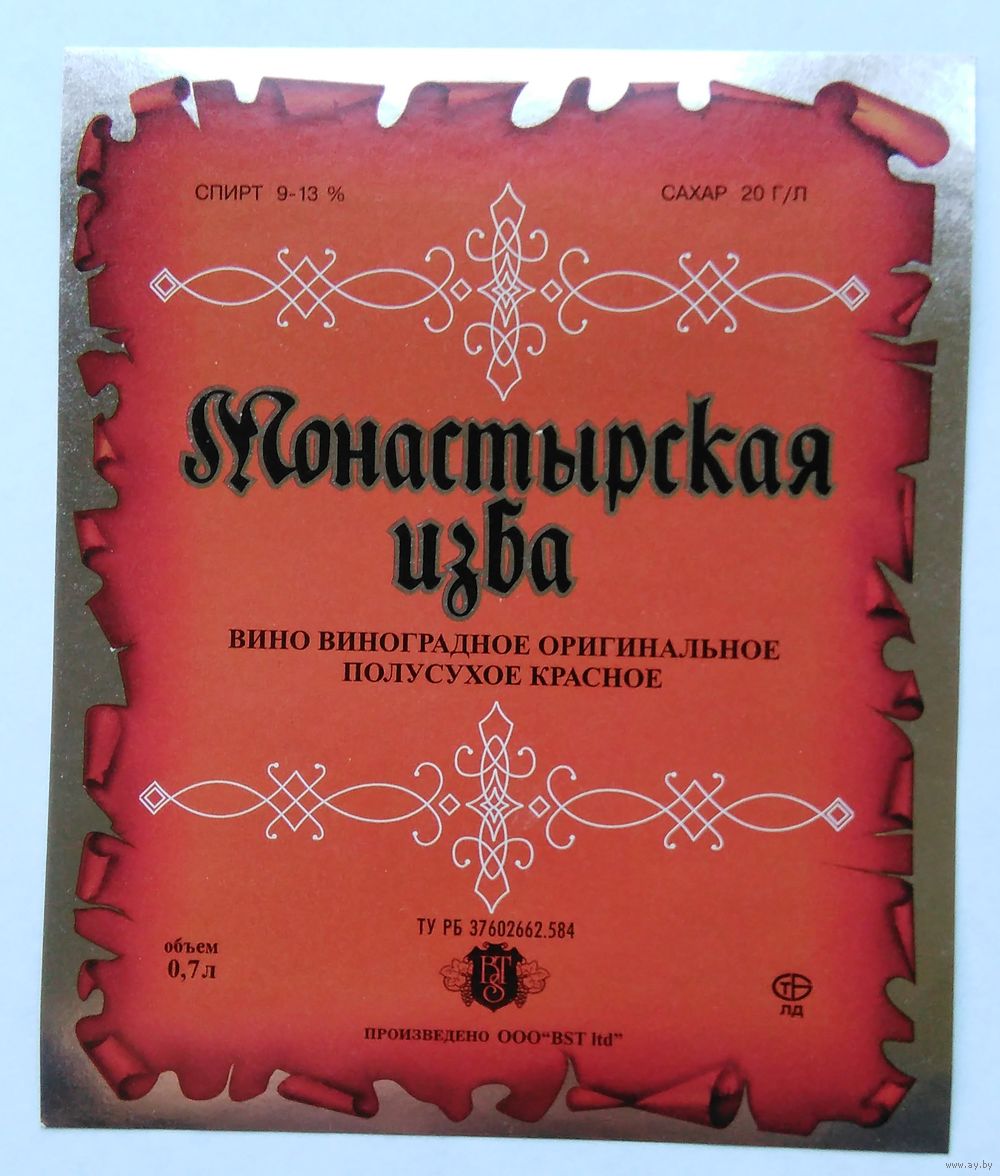 СПИРТ 9-13 % САХАР 20 Г/Л
Монастырская
изба
ВИНО ВИНОГРАДНОЕ ОРИГИНАЛЬНОЕ
ПОЛУСУХОЕ КРАСНОЕ
ТУ РБ 37602662.584
объем
0,7л
BST
ЛД
ПРОИЗВЕДЕНО ООО“BST ltd”
www.ay.by